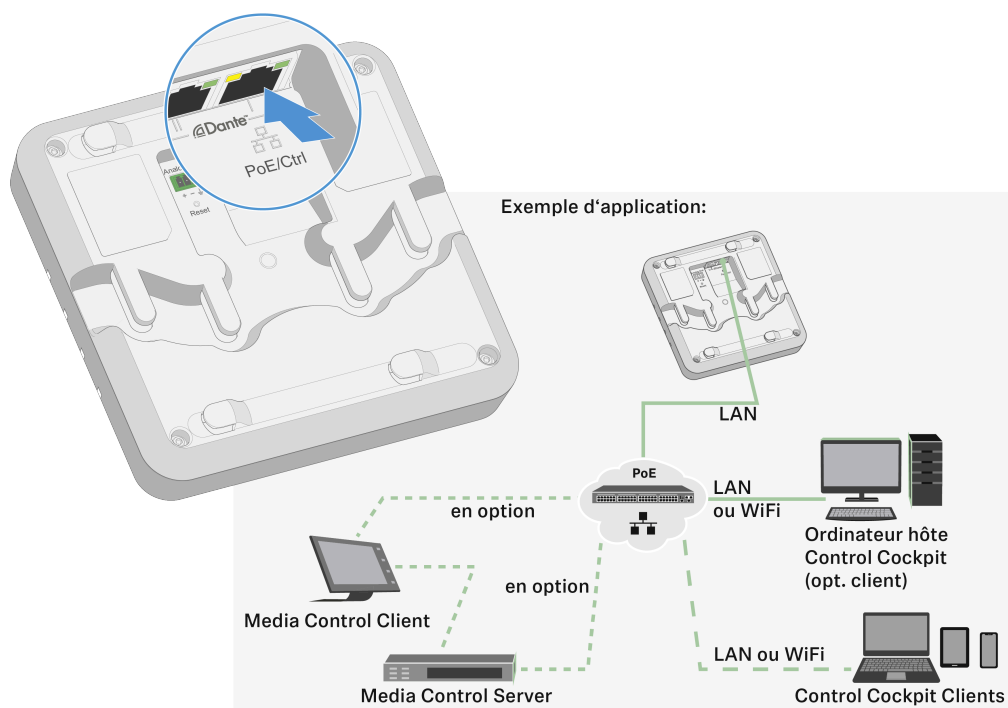 Dante™
PoE/Ctrl
Reset
Exemple d‘application:
LAN
PoE
LAN
ou WiFi
en option
Ordinateur hôte
Control Cockpit
(opt. client)
en option
Media Control Client
LAN ou WiFi
Media Control Server
Control Cockpit Clients